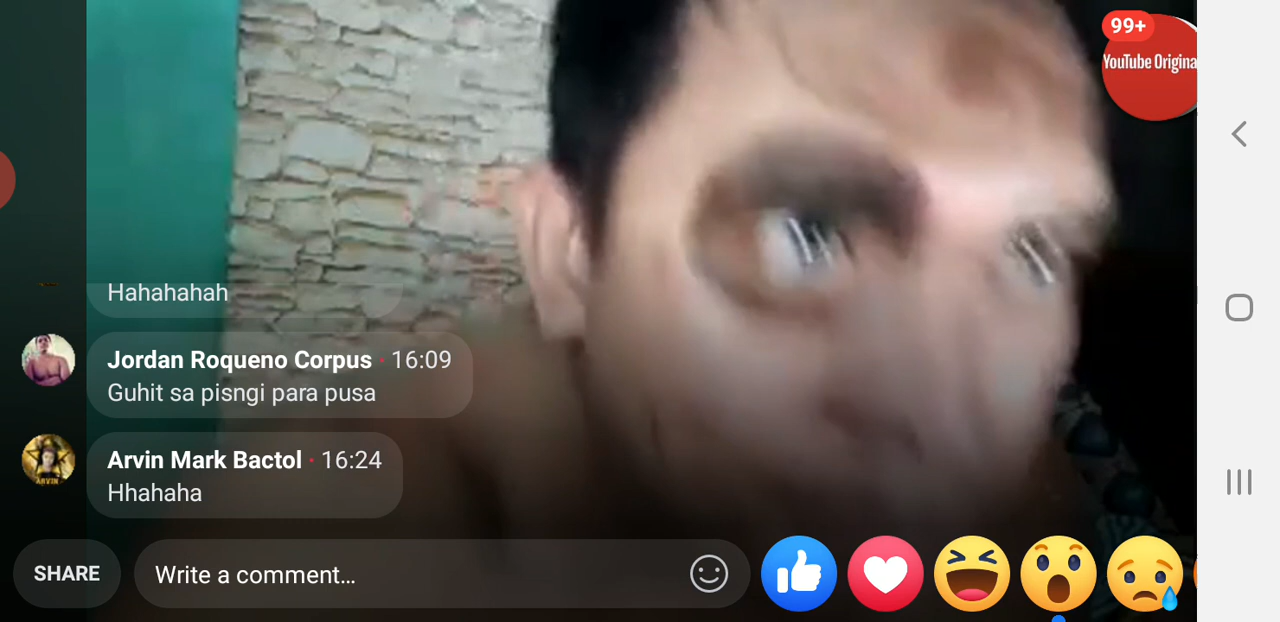 99+
YouTube Origina
Hahahahah
Jordan Roqueno Corpus · 16:09
Guhit sa pisngi para pusa
Arvin Mark Bactol · 16:24
Hhahaha
SHARE
Write a comment...